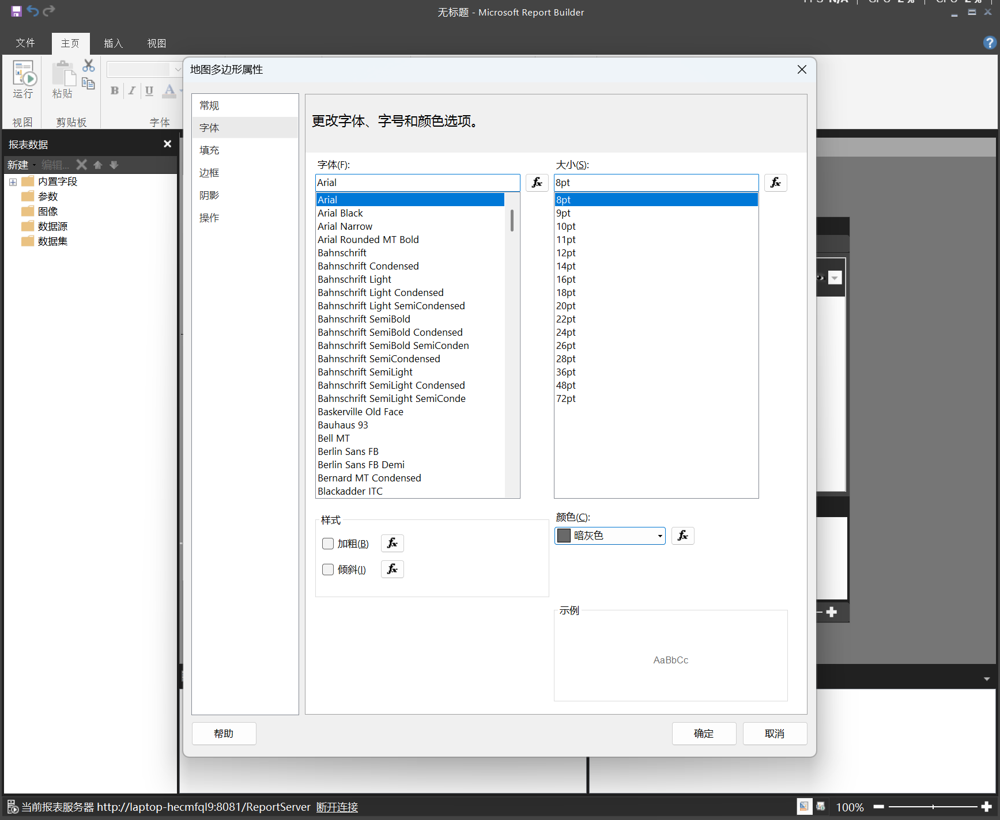 无标题 - Microsoft Report Builder
文件 主页 插入 视图
运行
粘贴
B I U A
视图 剪贴板 字体
报表数据
新建 编辑...
内置字段
参数
图像
数据源
数据集
地图多边形属性
常规
字体
填充
边框
阴影
操作
更改字体、字号和颜色选项。
字体(F):
Arial
fx
Arial
Arial Black
Arial Narrow
Arial Rounded MT Bold
Bahnschrift
Bahnschrift Condensed
Bahnschrift Light
Bahnschrift Light Condensed
Bahnschrift Light SemiCondensed
Bahnschrift SemiBold
Bahnschrift SemiBold Condensed
Bahnschrift SemiBold SemiConden
Bahnschrift SemiCondensed
Bahnschrift SemiLight
Bahnschrift SemiLight Condensed
Bahnschrift SemiLight SemiConde
Baskerville Old Face
Bauhaus 93
Bell MT
Berlin Sans FB
Berlin Sans FB Demi
Bernard MT Condensed
Blackadder ITC
大小(S):
8pt
fx
8pt
9pt
10pt
11pt
12pt
14pt
16pt
18pt
20pt
22pt
24pt
26pt
28pt
36pt
48pt
72pt
样式
加粗(B) fx
倾斜(I) fx
颜色(C):
暗灰色 fx
示例
AaBbCc
帮助 确定 取消
当前报表服务器 http://laptop-hecmfql9:8081/ReportServer 断开连接
100%